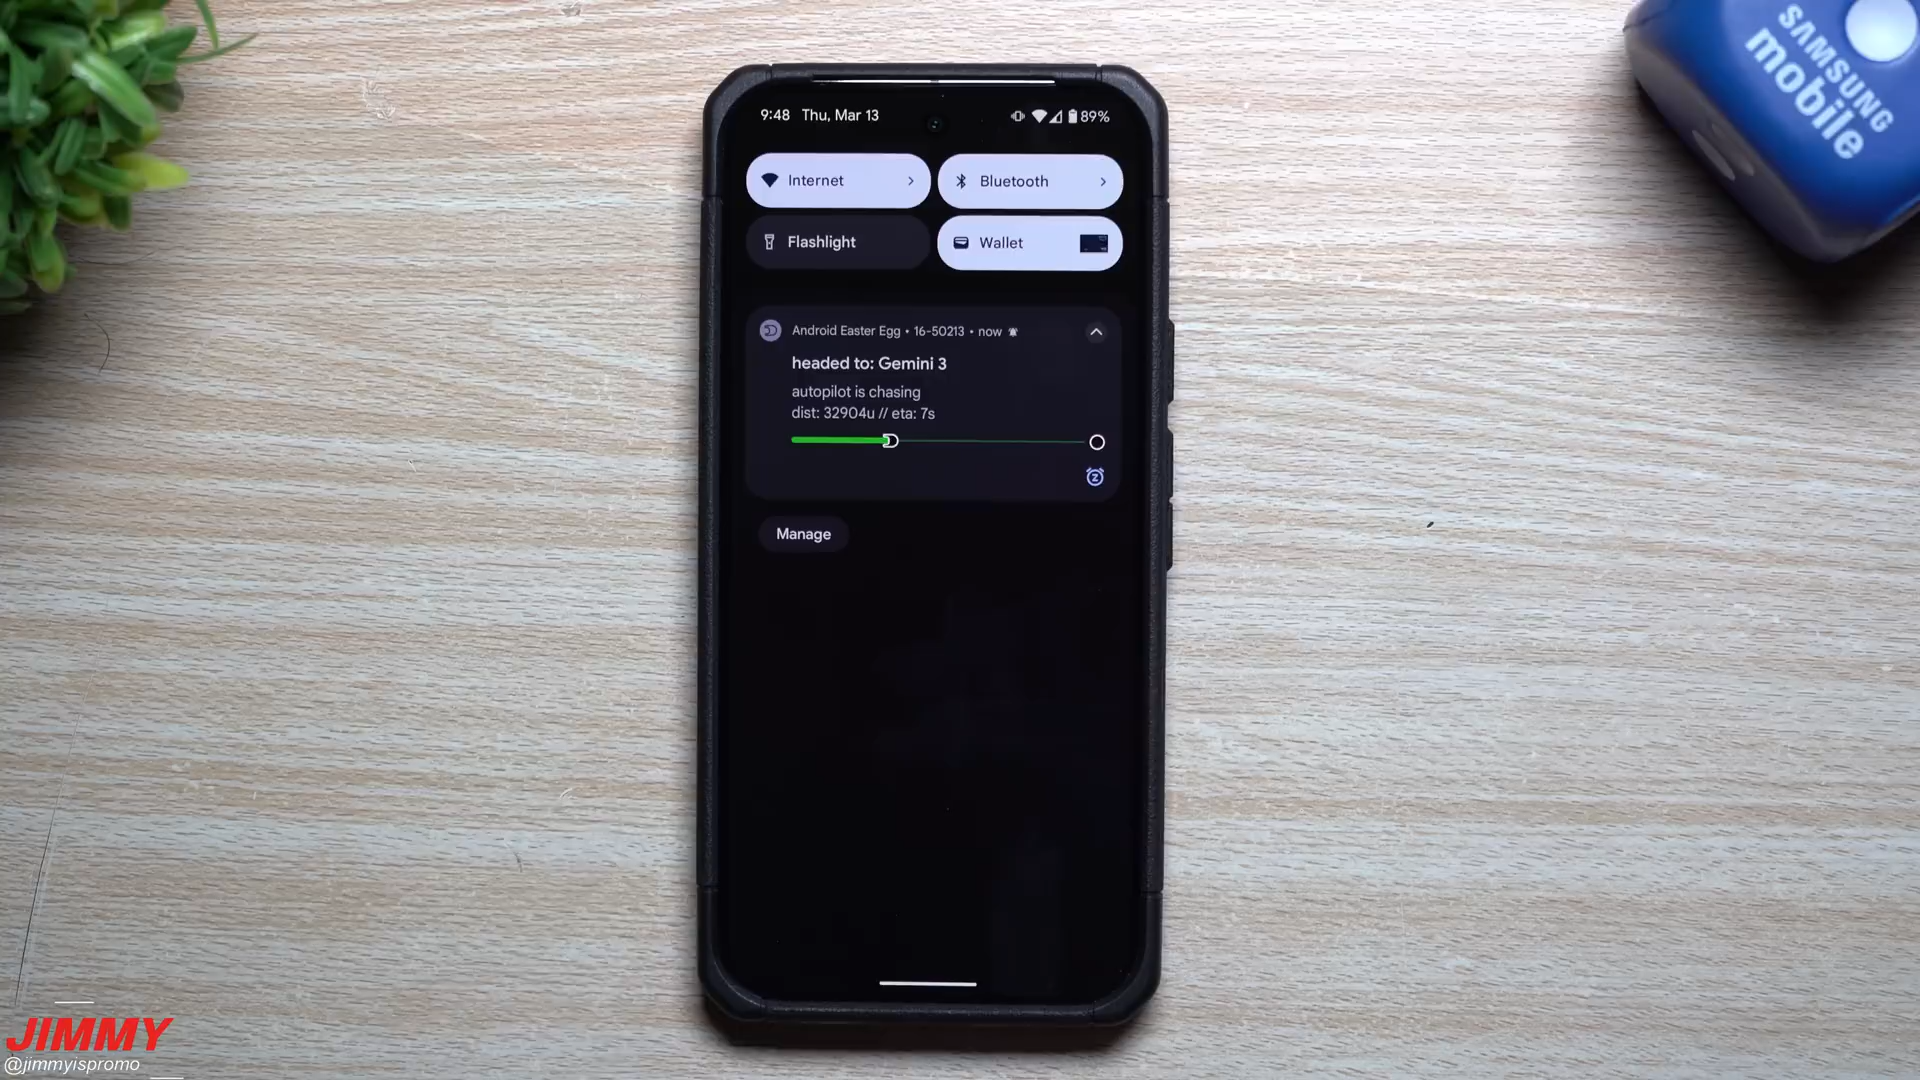 SAMSUNG
mobile
9:48 Thu, Mar 13
89%
Internet
Bluetooth
Flashlight
Wallet
Android Easter Egg • 16-50213 • now
headed to: Gemini 3
autopilot is chasing
dist: 32904u // eta: 7s
Manage
JIMMY
@jimmyispromo